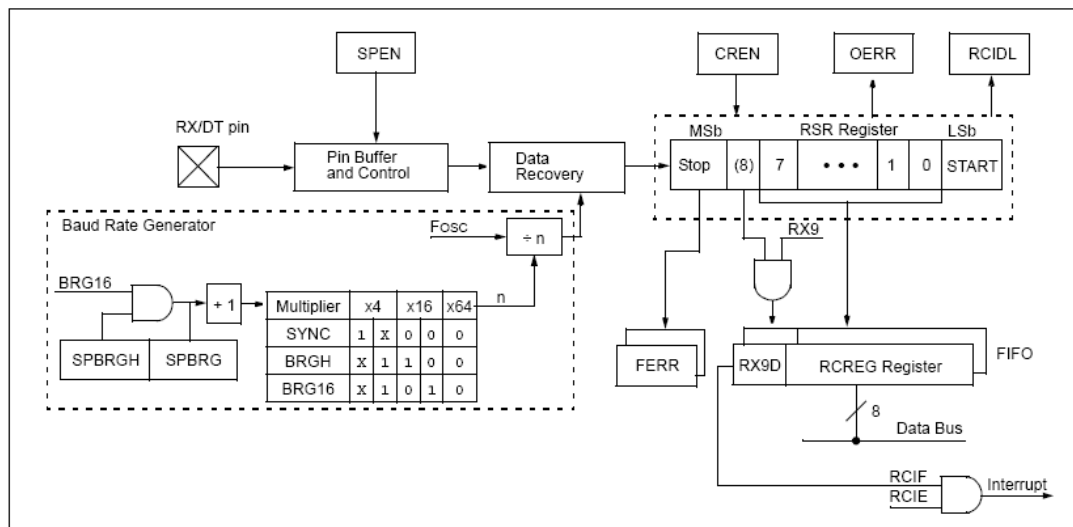 SPEN
CREN
OERR
RCIDL
RX/DT pin
Pin Buffer
and Control
Data
Recovery
MSb RSR Register LSb
Stop (8) 7 • • • 1 0 START
Baud Rate Generator
FOSC
÷ n
RX9
BRG16
+ 1
n
Multiplier x4 x16 x64
SYNC 1 X 0 0 0
BRGH X 1 1 0 0
BRG16 X 1 0 1 0
SPBRGH SPBRG
FERR
RX9D RCREG Register
FIFO
8
Data Bus
RCIF
RCIE
Interrupt